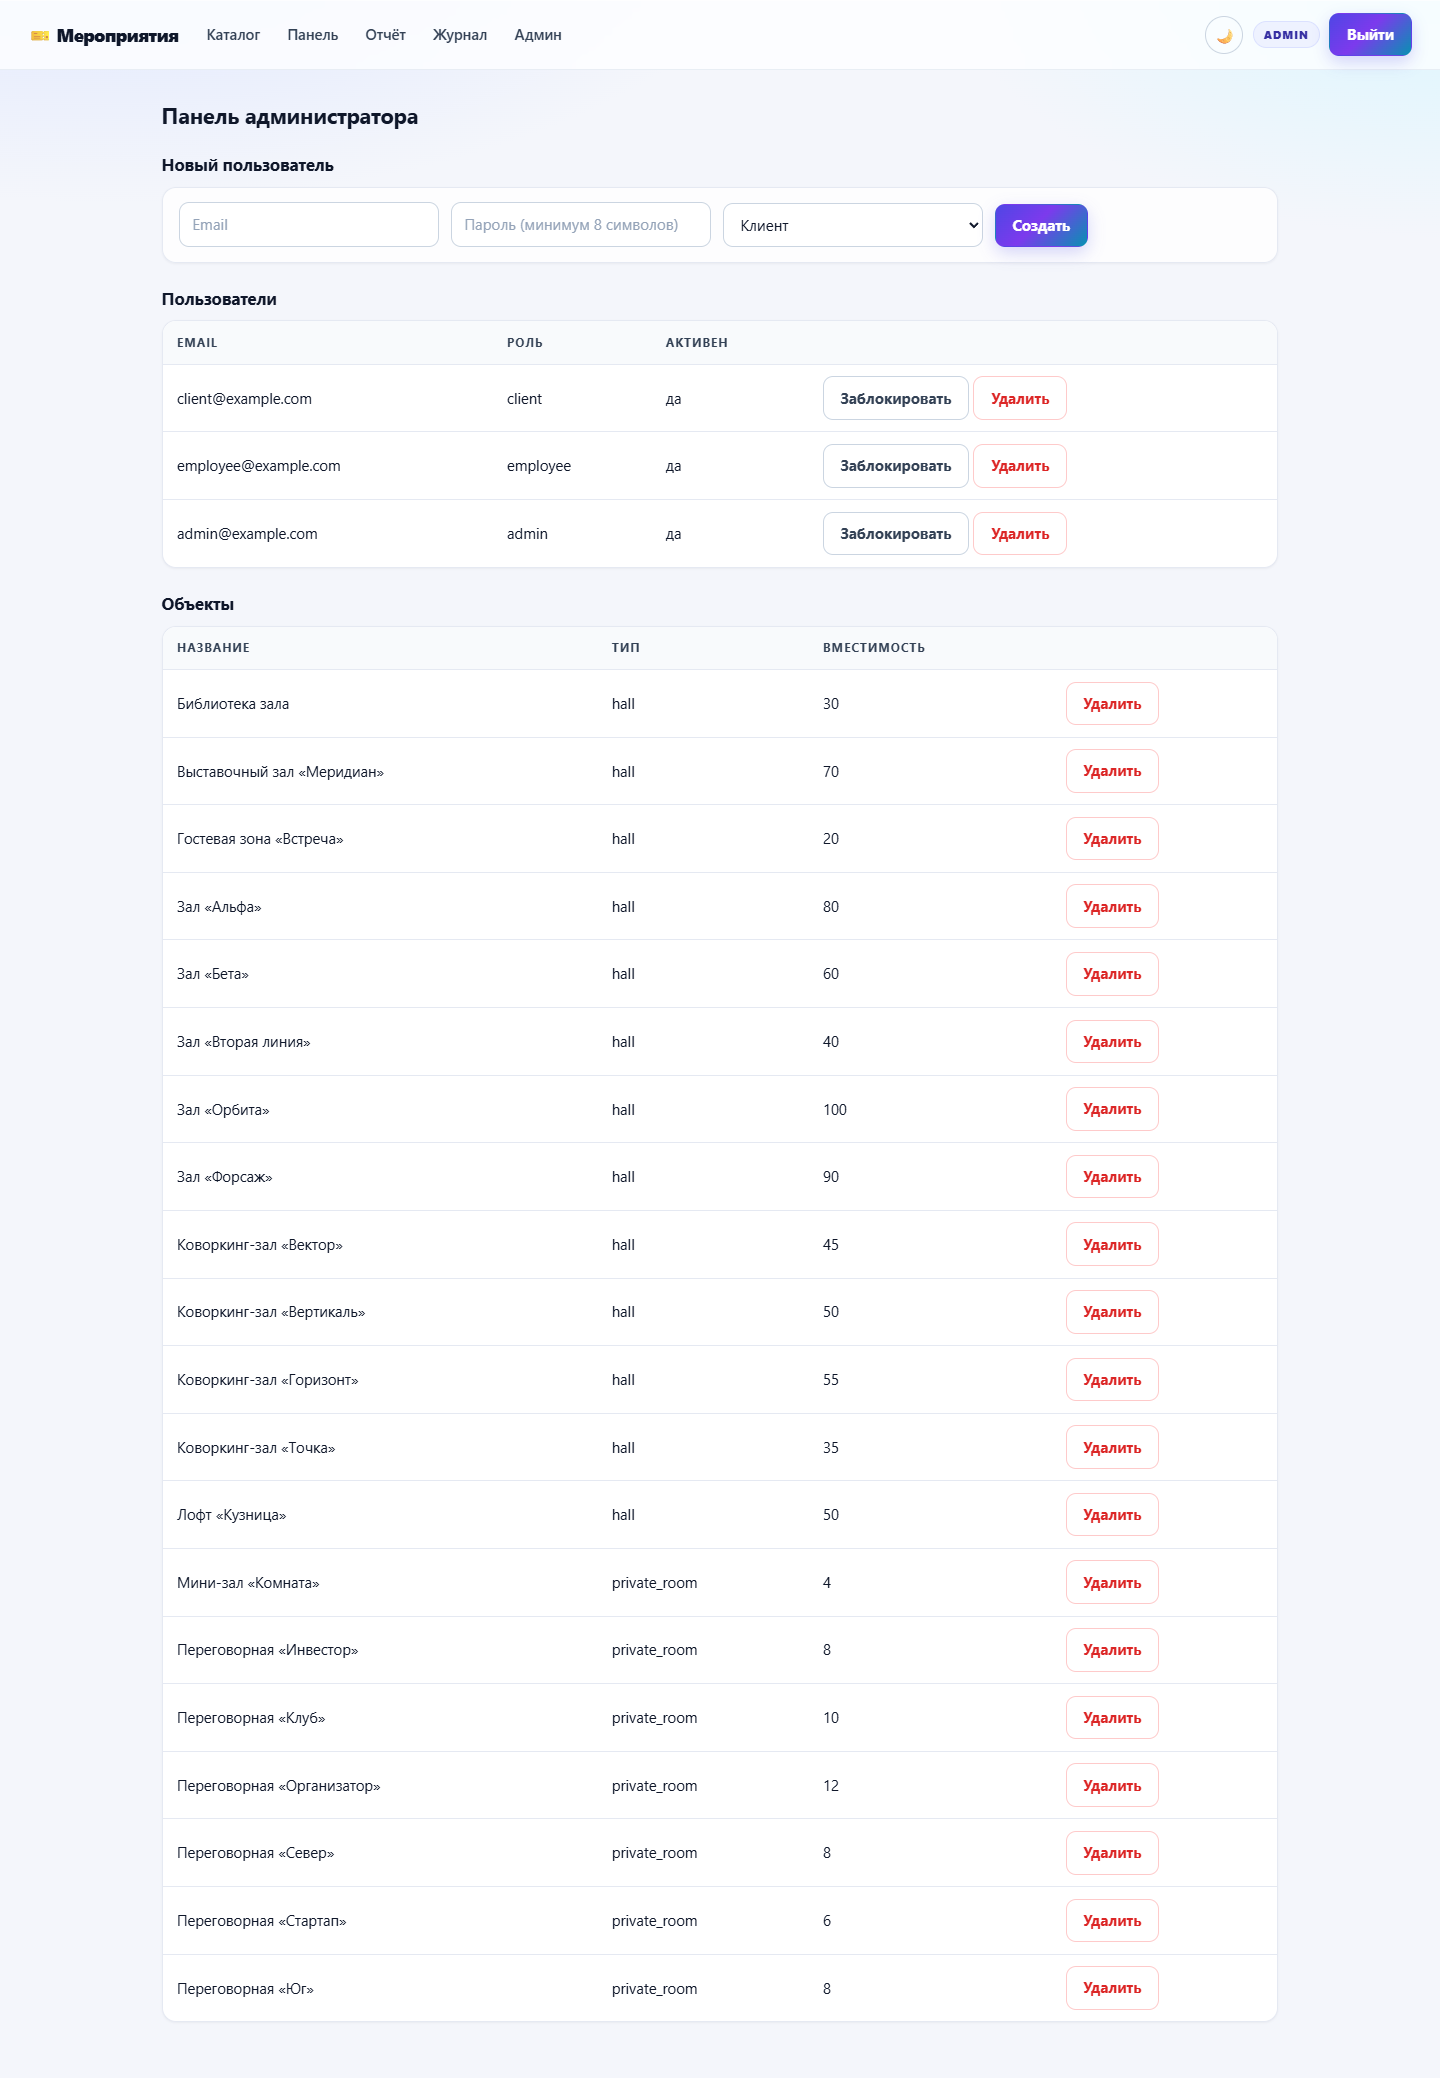 Мероприятия Каталог Панель Отчёт Журнал Админ ADMIN Выйти
Панель администратора
Новый пользователь
Email Пароль (минимум 8 символов) Клиент Создать
Пользователи
EMAIL РОЛЬ АКТИВЕН
client@example.com client да Заблокировать Удалить
employee@example.com employee да Заблокировать Удалить
admin@example.com admin да Заблокировать Удалить
Объекты
НАЗВАНИЕ ТИП ВМЕСТИМОСТЬ
Библиотека зала hall 30 Удалить
Выставочный зал «Меридиан» hall 70 Удалить
Гостевая зона «Встреча» hall 20 Удалить
Зал «Альфа» hall 80 Удалить
Зал «Бета» hall 60 Удалить
Зал «Вторая линия» hall 40 Удалить
Зал «Орбита» hall 100 Удалить
Зал «Форсаж» hall 90 Удалить
Коворкинг-зал «Вектор» hall 45 Удалить
Коворкинг-зал «Вертикаль» hall 50 Удалить
Коворкинг-зал «Горизонт» hall 55 Удалить
Коворкинг-зал «Точка» hall 35 Удалить
Лофт «Кузница» hall 50 Удалить
Мини-зал «Комната» private_room 4 Удалить
Переговорная «Инвестор» private_room 8 Удалить
Переговорная «Клуб» private_room 10 Удалить
Переговорная «Организатор» private_room 12 Удалить
Переговорная «Север» private_room 8 Удалить
Переговорная «Стартап» private_room 6 Удалить
Переговорная «Юг» private_room 8 Удалить